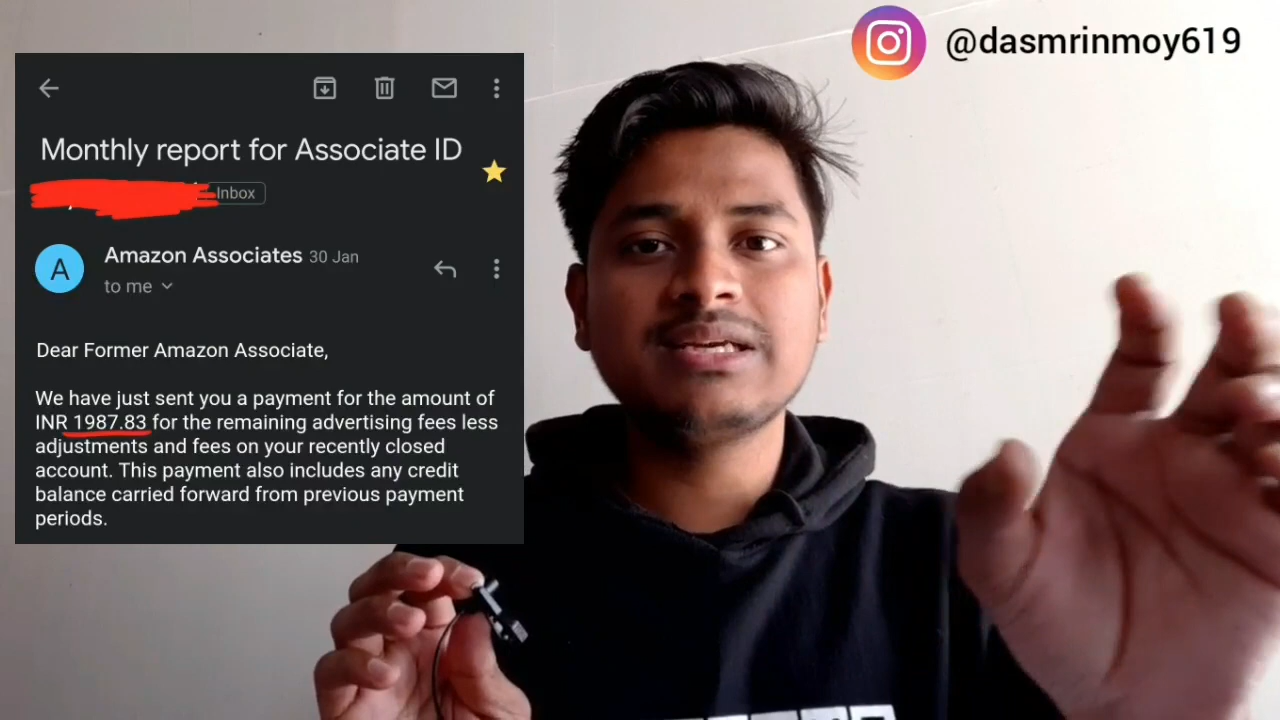 @dasmrinmoy619
Monthly report for Associate ID
Inbox
A
Amazon Associates 30 Jan
to me
Dear Former Amazon Associate,
We have just sent you a payment for the amount of
INR 1987.83 for the remaining advertising fees less
adjustments and fees on your recently closed
account. This payment also includes any credit
balance carried forward from previous payment
periods.